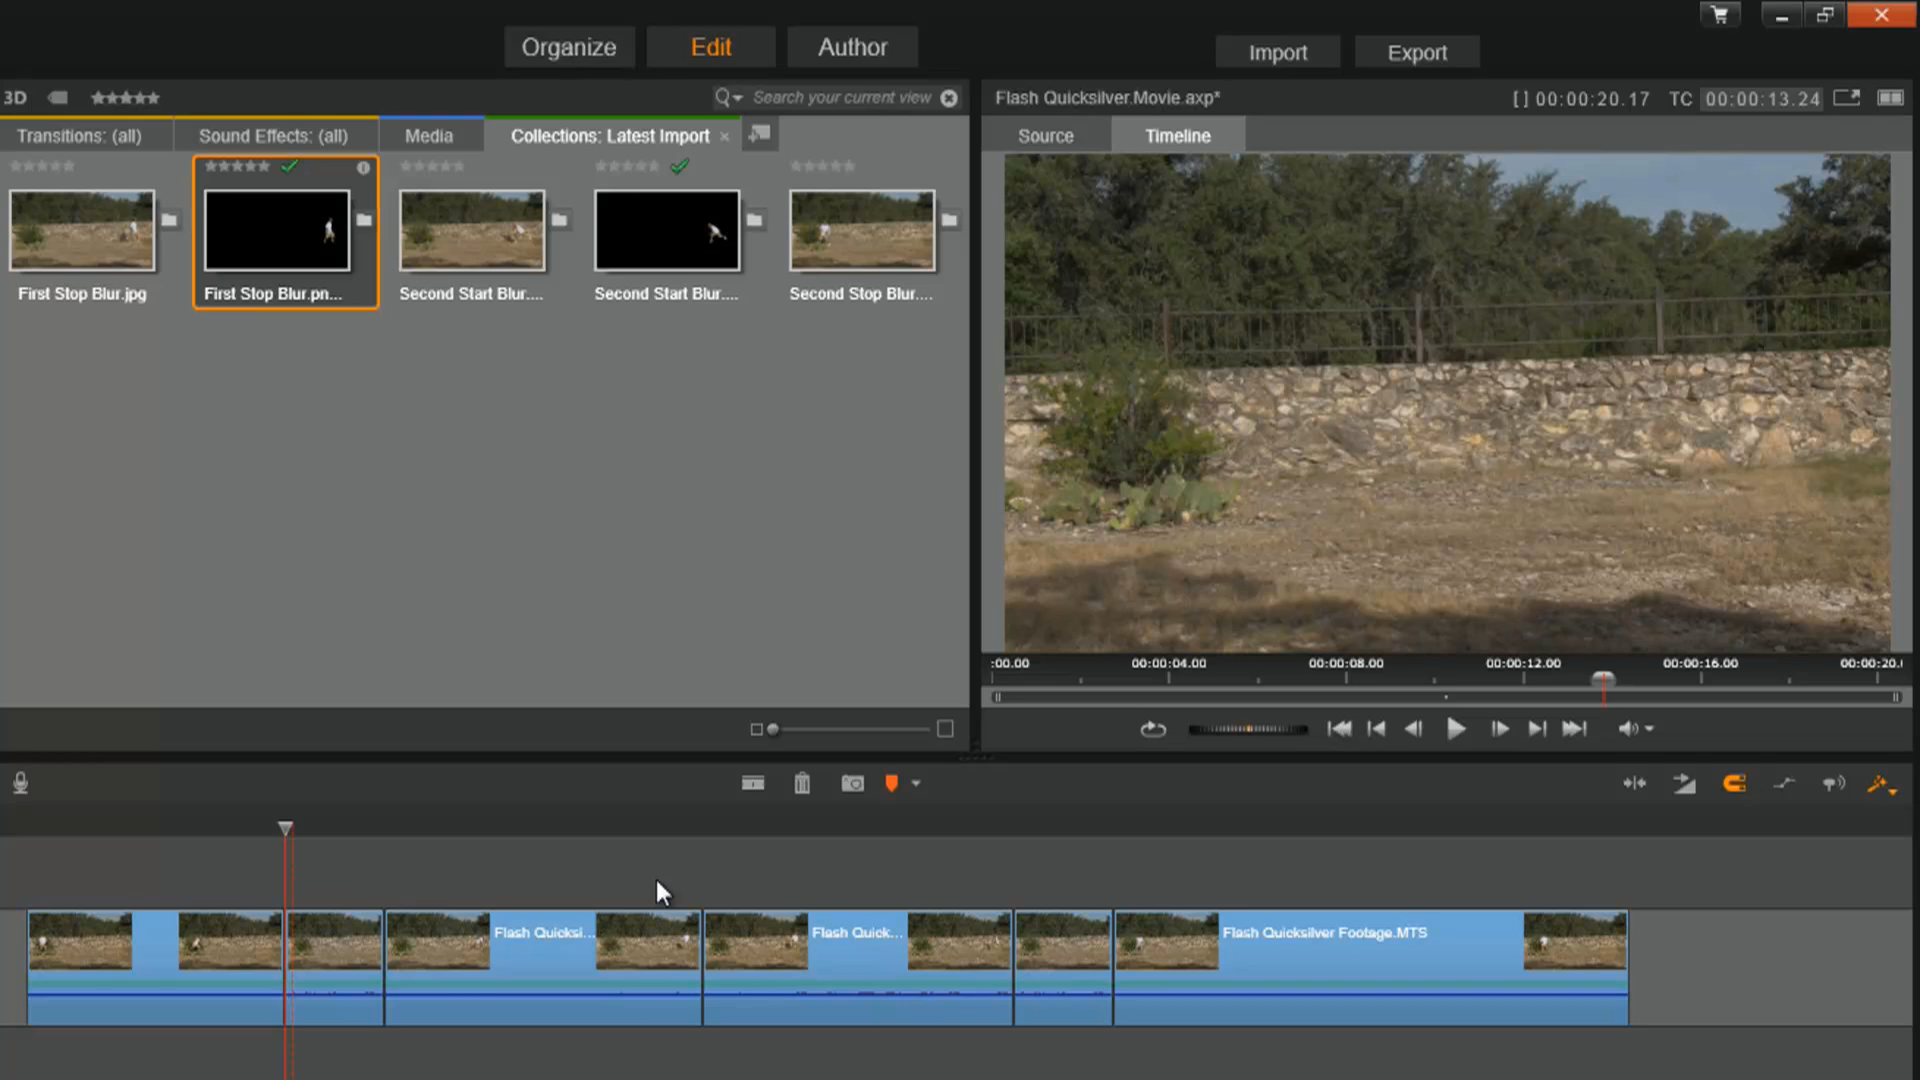 Organize
Edit
Author
Import
Export
3D
Search your current view
Flash Quicksilver.Movie.axp*
[] 00:00:20.17
TC 00:00:13.24
Transitions: (all)
Sound Effects: (all)
Media
Collections: Latest Import
Source
Timeline
First Stop Blur.jpg
First Stop Blur.pn...
Second Start Blur....
Second Start Blur....
Second Stop Blur....
:00.00
00:00:04.00
00:00:08.00
00:00:12.00
00:00:16.00
00:00:20.
Flash Quicksi...
Flash Quick...
Flash Quicksilver Footage.MTS